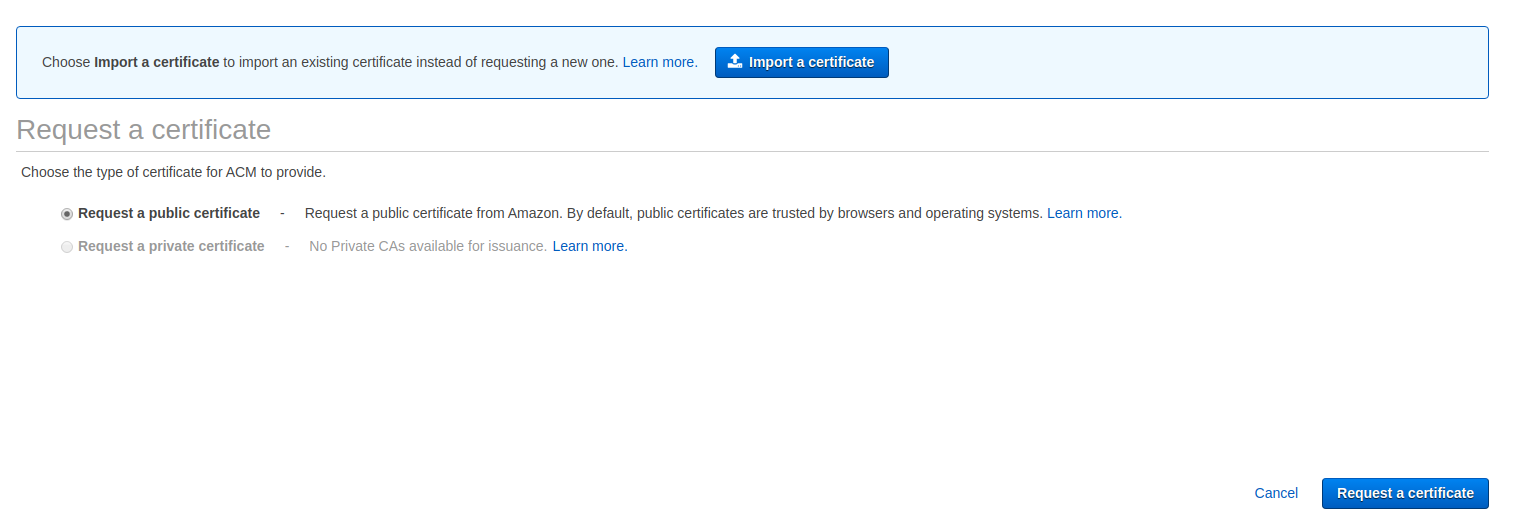 Choose Import a certificate to import an existing certificate instead of requesting a new one. Learn more. Import a certificate
Request a certificate
Choose the type of certificate for ACM to provide.
Request a public certificate - Request a public certificate from Amazon. By default, public certificates are trusted by browsers and operating systems. Learn more.
Request a private certificate - No Private CAs available for issuance. Learn more.
Cancel Request a certificate